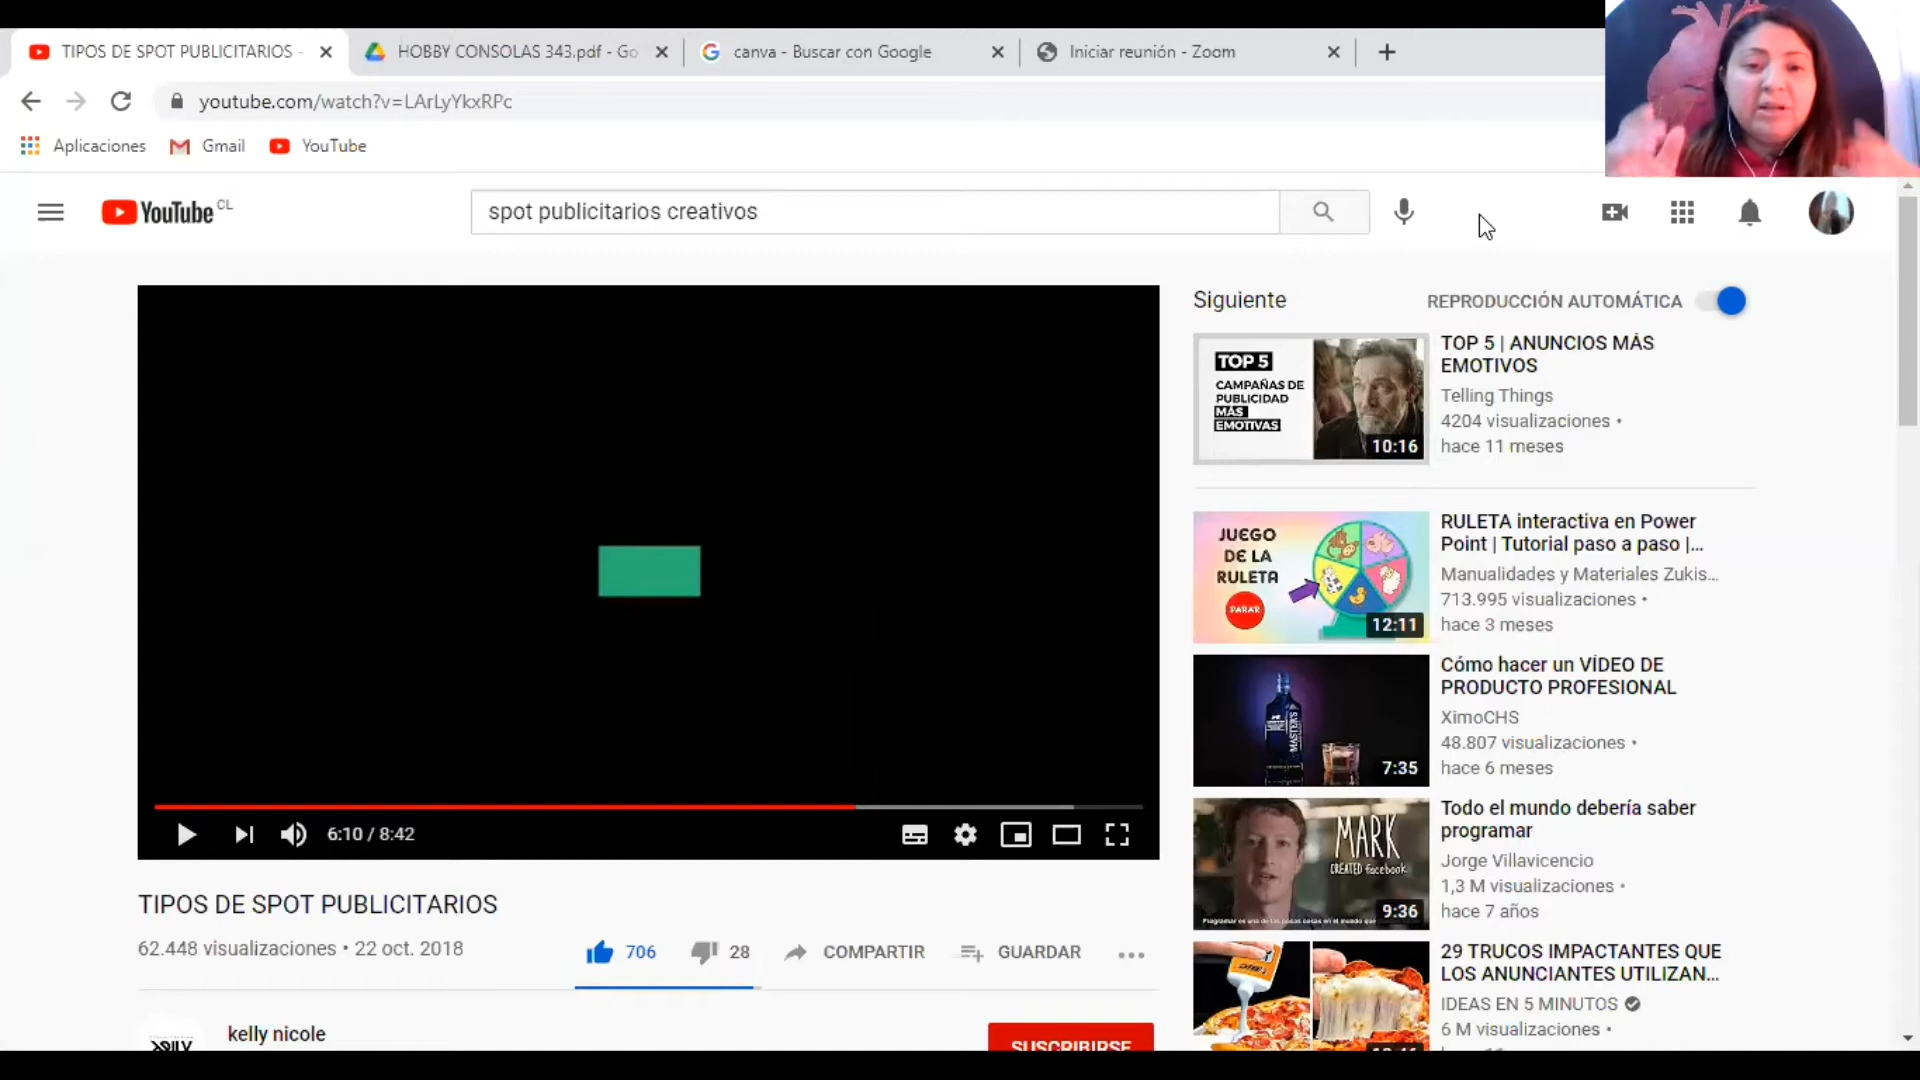 TIPOS DE SPOT PUBLICITARIOS -
HOBBY CONSOLAS 343.pdf - Go
canva - Buscar con Google
Iniciar reunión - Zoom
youtube.com/watch?v=LArLyYkxRPc
Aplicaciones
Gmail
YouTube
YouTube CL
spot publicitarios creativos
Siguiente
REPRODUCCIÓN AUTOMÁTICA
TOP 5
CAMPAÑAS DE
PUBLICIDAD
MÁS
EMOTIVAS
10:16
TOP 5 | ANUNCIOS MÁS
EMOTIVOS
Telling Things
4204 visualizaciones •
hace 11 meses
JUEGO
DE LA
RULETA
PARAR
12:11
RULETA interactiva en Power
Point | Tutorial paso a paso |...
Manualidades y Materiales Zukis...
713.995 visualizaciones •
hace 3 meses
MASTER'S
7:35
Cómo hacer un VÍDEO DE
PRODUCTO PROFESIONAL
XimoCHS
48.807 visualizaciones •
hace 6 meses
MARK
CREATED facebook
9:36
Todo el mundo debería saber
programar
Jorge Villavicencio
1,3 M visualizaciones •
hace 7 años
29 TRUCOS IMPACTANTES QUE
LOS ANUNCIANTES UTILIZAN...
IDEAS EN 5 MINUTOS
6 M visualizaciones •
6:10 / 8:42
TIPOS DE SPOT PUBLICITARIOS
62.448 visualizaciones • 22 oct. 2018
706
28
COMPARTIR
GUARDAR
kelly nicole
SUSCRIBIRSE